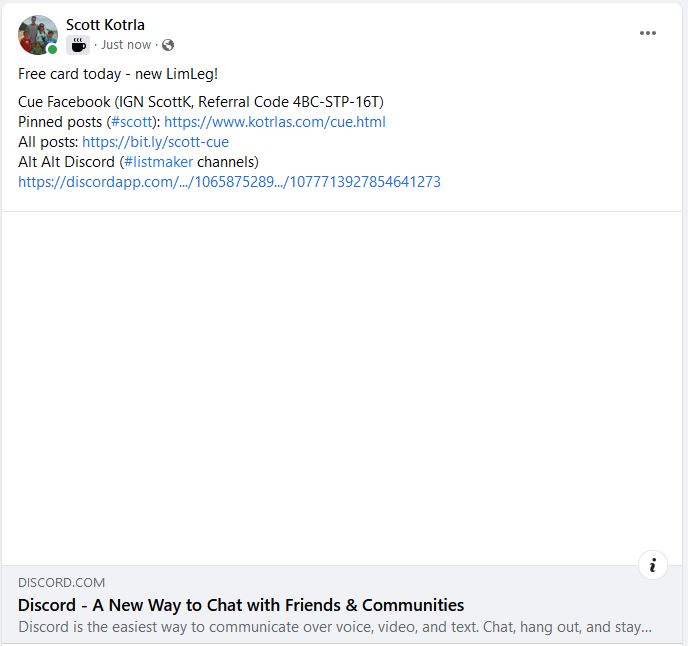 Scott Kotrla
· Just now ·
Free card today - new LimLeg!
Cue Facebook (IGN ScottK, Referral Code 4BC-STP-16T)
Pinned posts (#scott): https://www.kotrlas.com/cue.html
All posts: https://bit.ly/scott-cue
Alt Alt Discord (#listmaker channels)
https://discordapp.com/.../1065875289.../1077713927854641273
DISCORD.COM
Discord - A New Way to Chat with Friends & Communities
Discord is the easiest way to communicate over voice, video, and text. Chat, hang out, and stay...